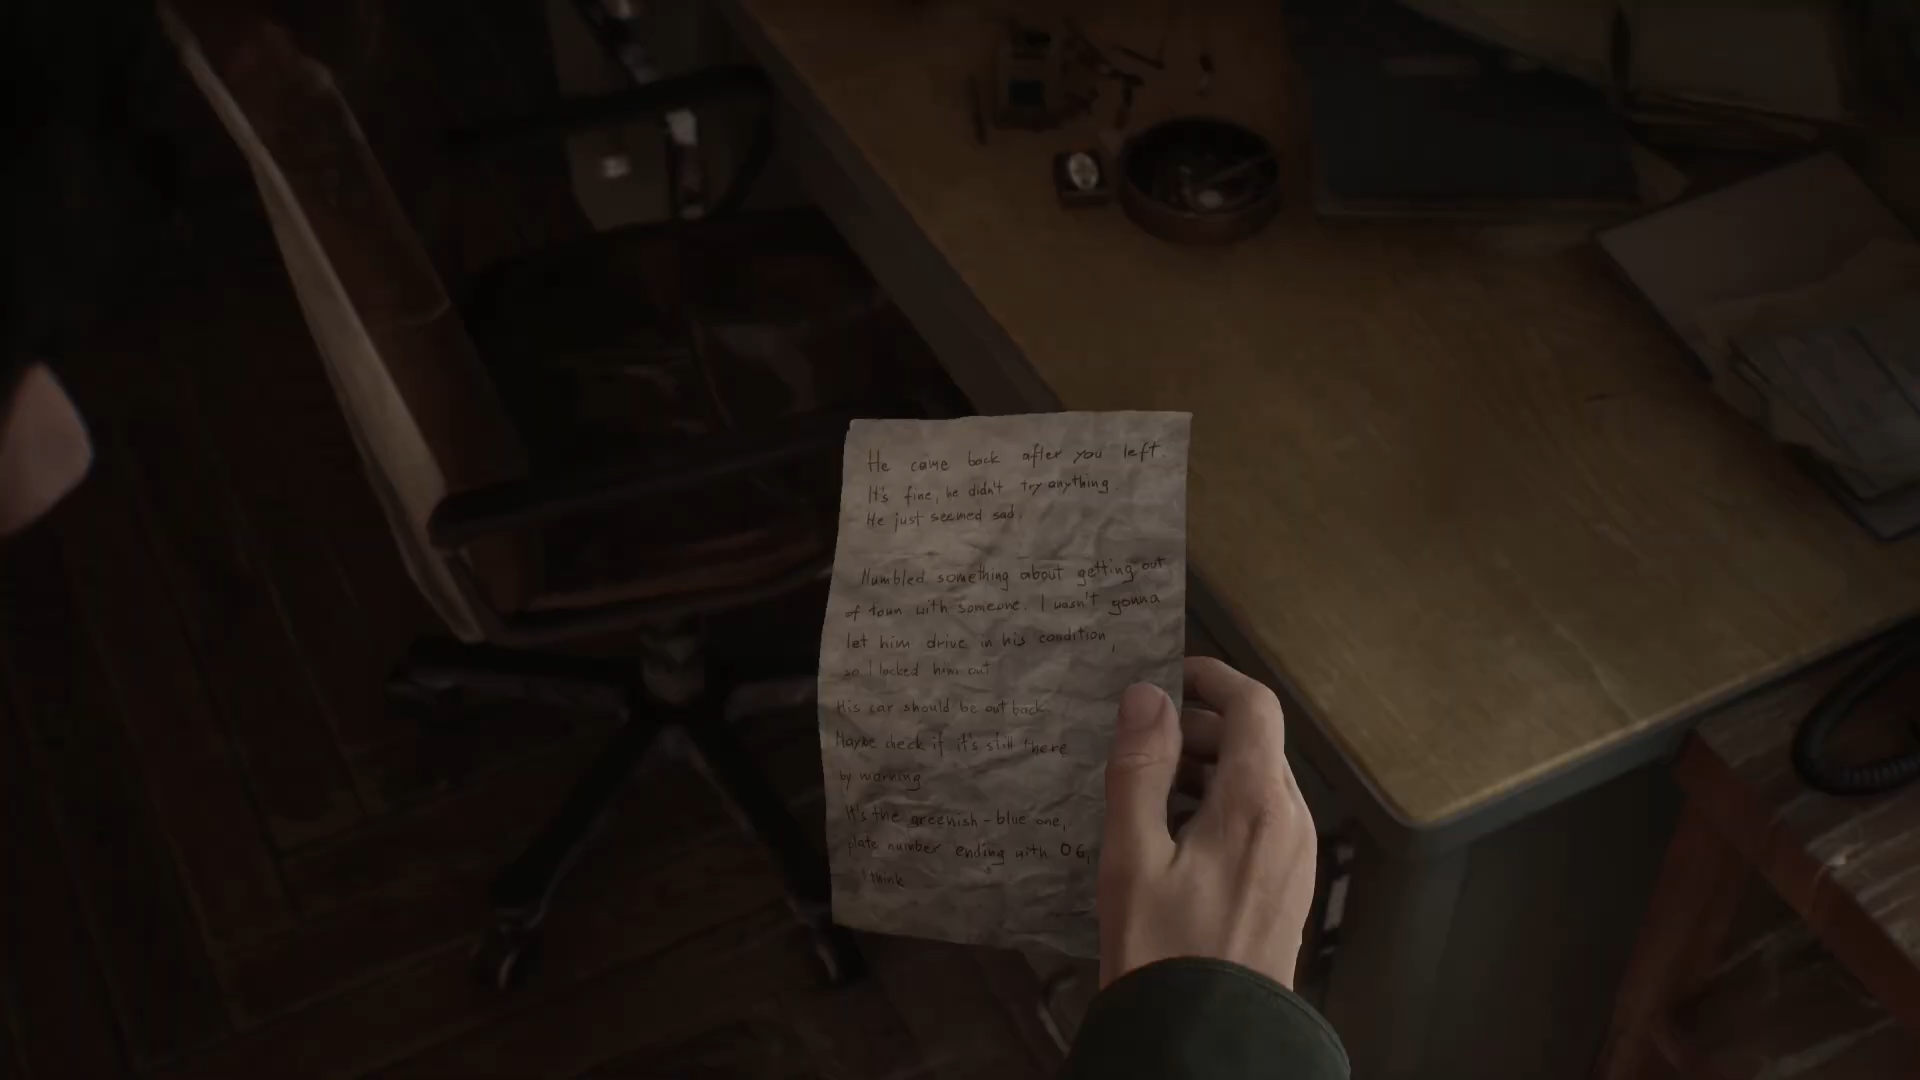 He came back after you left.
It's fine, he didn't try anything.
He just seemed sad.
Mumbled something about getting out
of town with someone. I wasn't gonna
let him drive in his condition,
so I locked him out
His car should be out back.
Maybe check if it's still there
by morning
It's the greenish-blue one,
plate number ending with OG,
I think